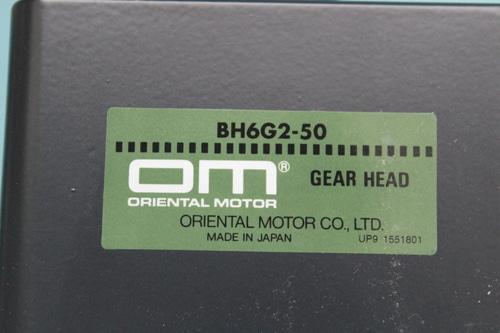 BH6G2-50
OM®
GEAR HEAD
ORIENTAL MOTOR
ORIENTAL MOTOR CO., LTD.
MADE IN JAPAN
UP9 1551801